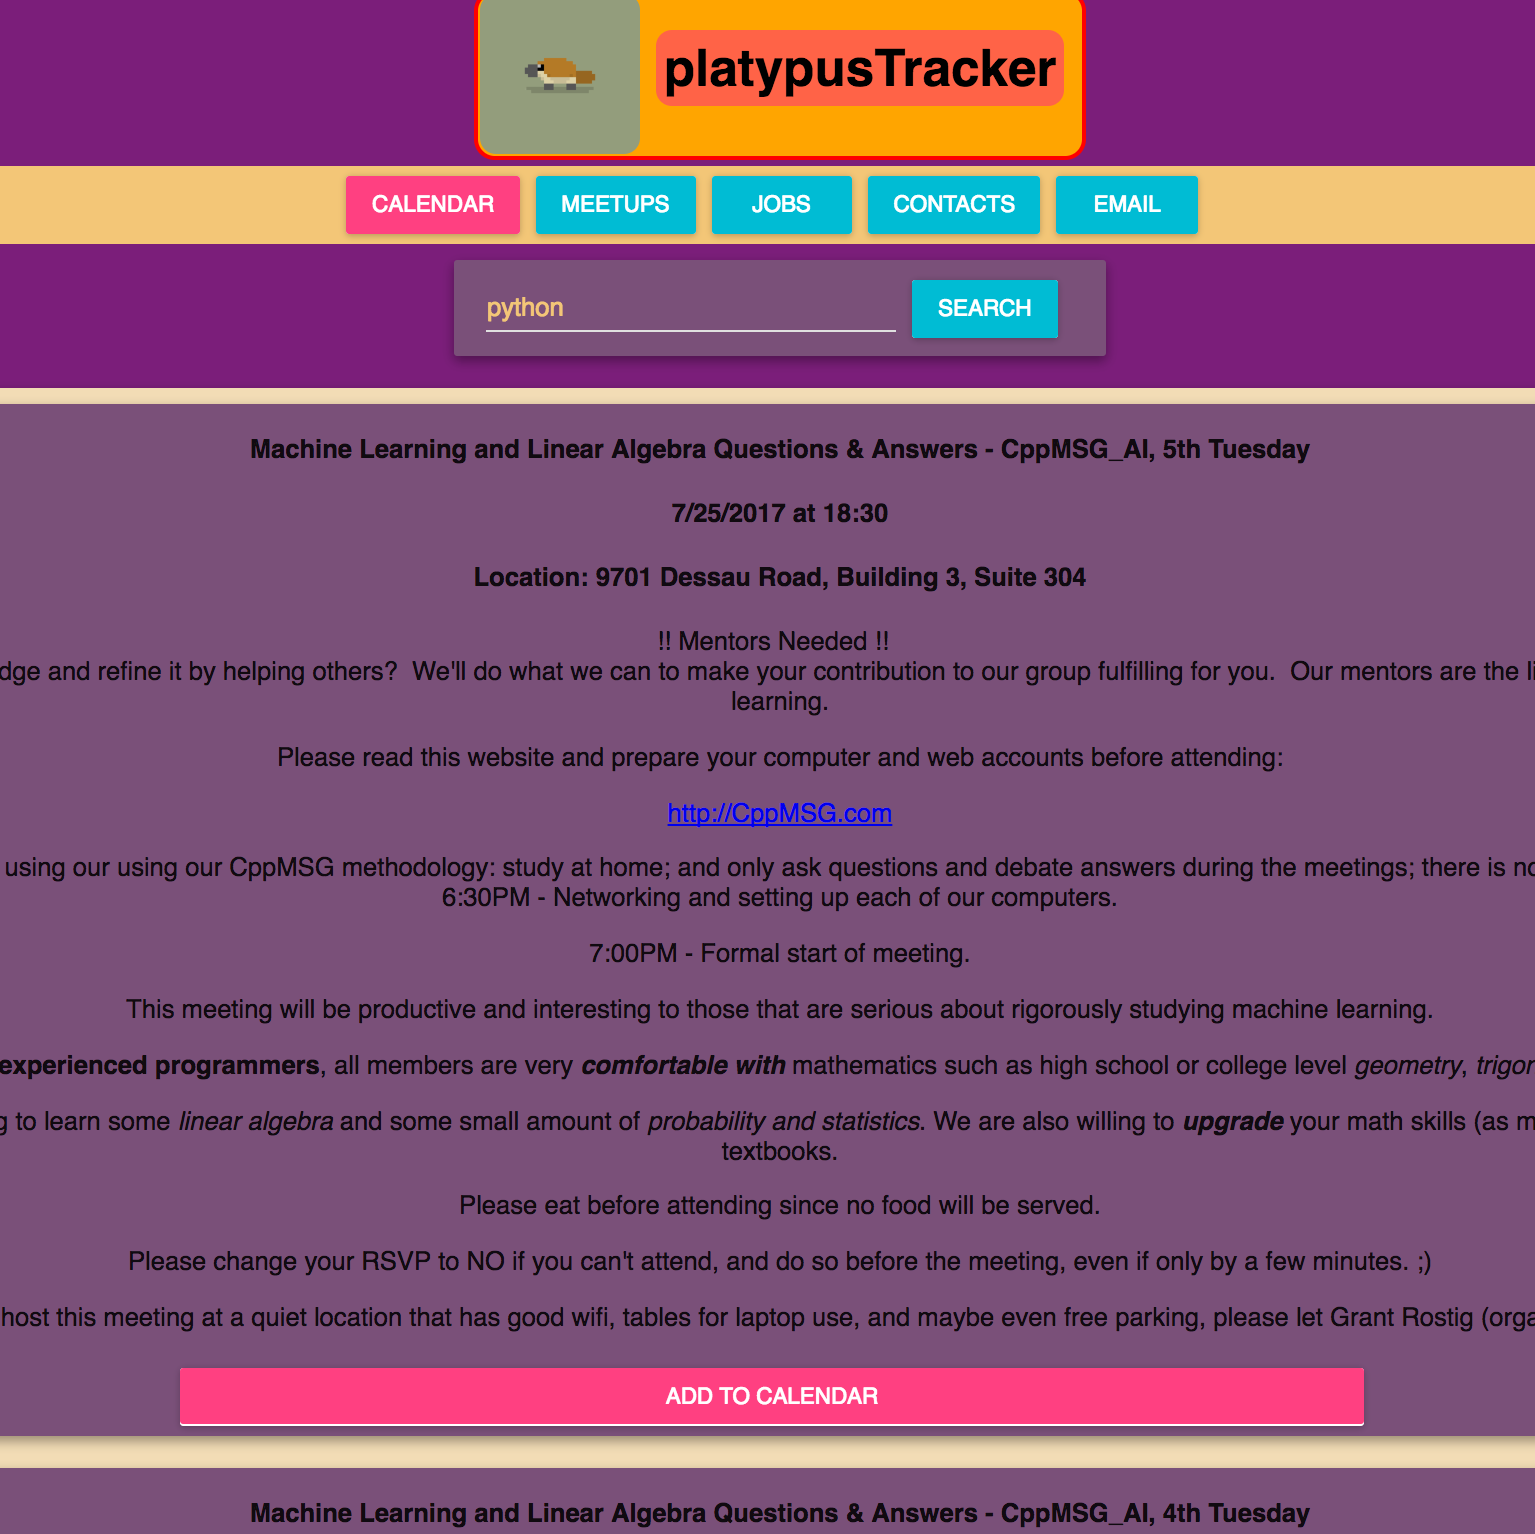 platypusTracker
CALENDAR MEETUPS JOBS CONTACTS EMAIL
python SEARCH
Machine Learning and Linear Algebra Questions & Answers - CppMSG_AI, 5th Tuesday
7/25/2017 at 18:30
Location: 9701 Dessau Road, Building 3, Suite 304
!! Mentors Needed !!
and refine it by helping others?  We'll do what we can to make your contribution to our group fulfilling for you.  Our mentors are the
learning.
Please read this website and prepare your computer and web accounts before attending:
http://CppMSG.com
using our using our CppMSG methodology: study at home; and only ask questions and debate answers during the meetings; there is
6:30PM - Networking and setting up each of our computers.
7:00PM - Formal start of meeting.
This meeting will be productive and interesting to those that are serious about rigorously studying machine learning.
experienced programmers, all members are very comfortable with mathematics such as high school or college level geometry,
to learn some linear algebra and some small amount of probability and statistics. We are also willing to upgrade your math skills (as
textbooks.
Please eat before attending since no food will be served.
Please change your RSVP to NO if you can't attend, and do so before the meeting, even if only by a few minutes. ;)
host this meeting at a quiet location that has good wifi, tables for laptop use, and maybe even free parking, please let Grant Rostig
ADD TO CALENDAR
Machine Learning and Linear Algebra Questions & Answers - CppMSG_AI, 4th Tuesday